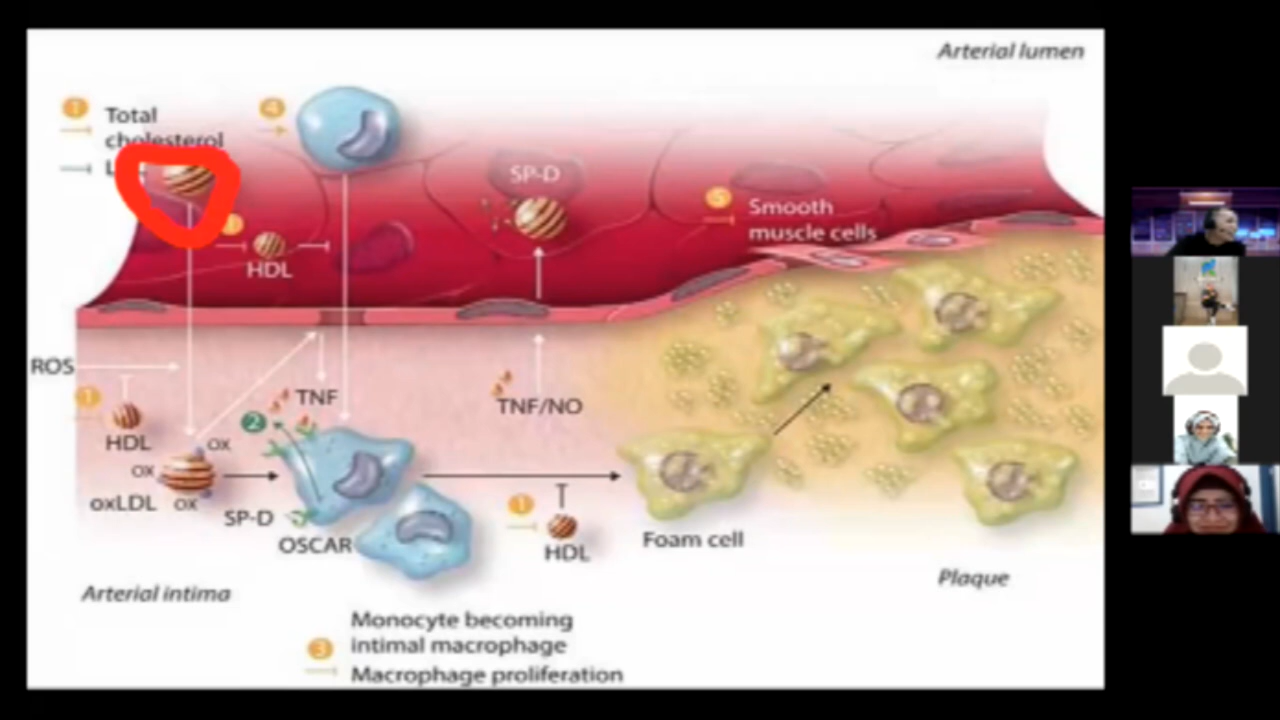 Arterial lumen
1
Total
cholesterol
L
4
SP-D
5
Smooth
muscle cells
HDL
ROS
1
TNF
TNF/NO
2
HDL
ox
ox
oxLDL
ox
SP-D
OSCAR
1
HDL
Foam cell
Plaque
Arterial intima
3
Monocyte becoming
intimal macrophage
Macrophage proliferation